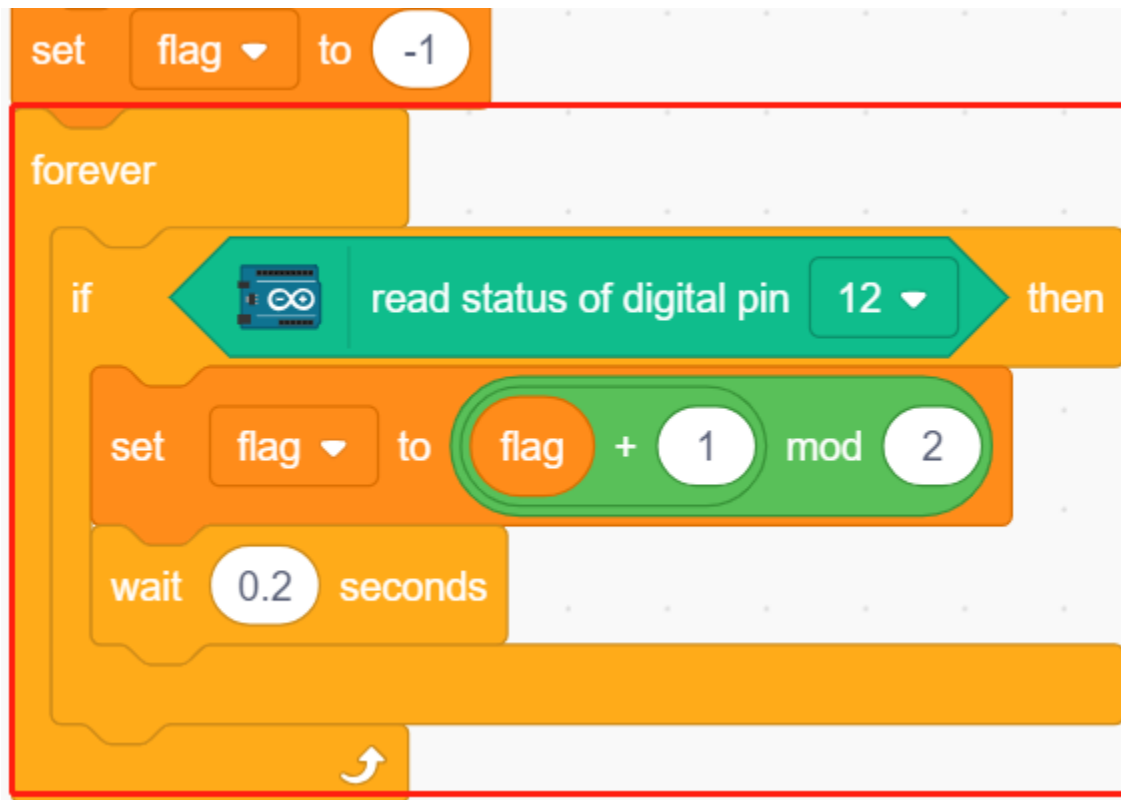 set flag to -1
forever
if read status of digital pin 12 then
set flag to flag + 1 mod 2
wait 0.2 seconds